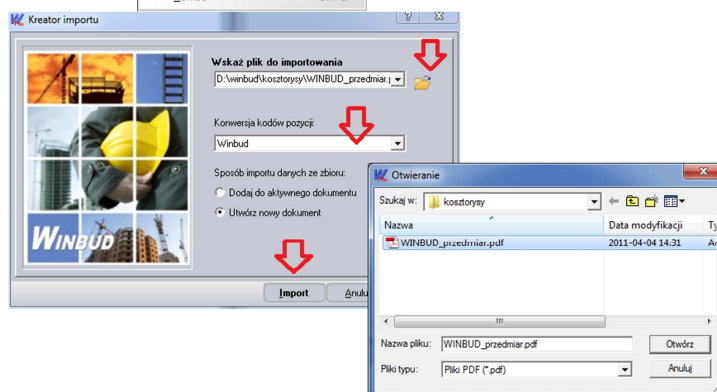 Kreator importu
Wskaż plik do importowania
D:\winbud\kosztorysy\WINBUD_przedmiar.
Konwersja kodów pozycji:
Winbud
Sposób importu danych ze zbioru:
Dodaj do aktywnego dokumentu
Utwórz nowy dokument
WINBUD
Import
Otwieranie
Szukaj w:
kosztorysy
Nazwa
Data modyfikacji
WINBUD_przedmiar.pdf
2011-04-04 14:31
Nazwa pliku:
WINBUD_przedmiar.pdf
Otwórz
Pliki typu:
Pliki PDF (*.pdf)
Anuluj